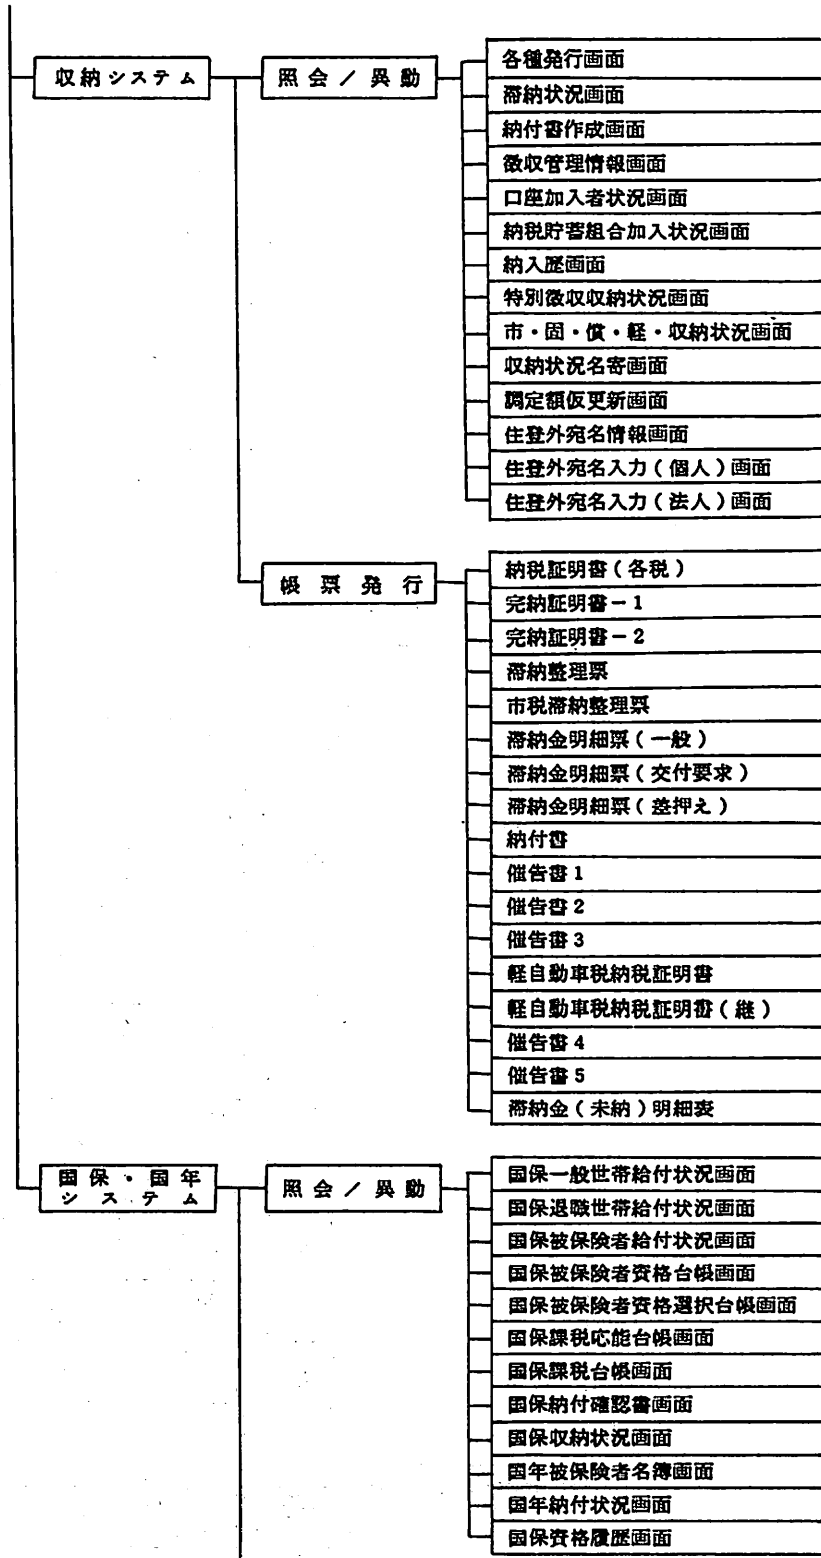 収納システム
照会／異動
各種発行画面
滞納状況画面
納付書作成画面
徴収管理情報画面
口座加入者状況画面
納税貯蓄組合加入状況画面
納入歴画面
特別徴収収納状況画面
市・固・償・軽・収納状況画面
収納状況名寄画面
調定額仮更新画面
住登外宛名情報画面
住登外宛名入力（個人）画面
住登外宛名入力（法人）画面
帳票発行
納税証明書（各税）
完納証明書－1
完納証明書－2
滞納整理票
市税滞納整理票
滞納金明細票（一般）
滞納金明細票（交付要求）
滞納金明細票（差押え）
納付書
催告書1
催告書2
催告書3
軽自動車税納税証明書
軽自動車税納税証明書（継）
催告書4
催告書5
滞納金（未納）明細表
国保・国年
システム
照会／異動
国保一般世帯給付状況画面
国保退職世帯給付状況画面
国保被保険者給付状況画面
国保被保険者資格台帳画面
国保被保険者資格選択台帳画面
国保課税応能台帳画面
国保課税台帳画面
国保納付確認書画面
国保収納状況画面
国年被保険者名簿画面
国年納付状況画面
国保資格履歴画面